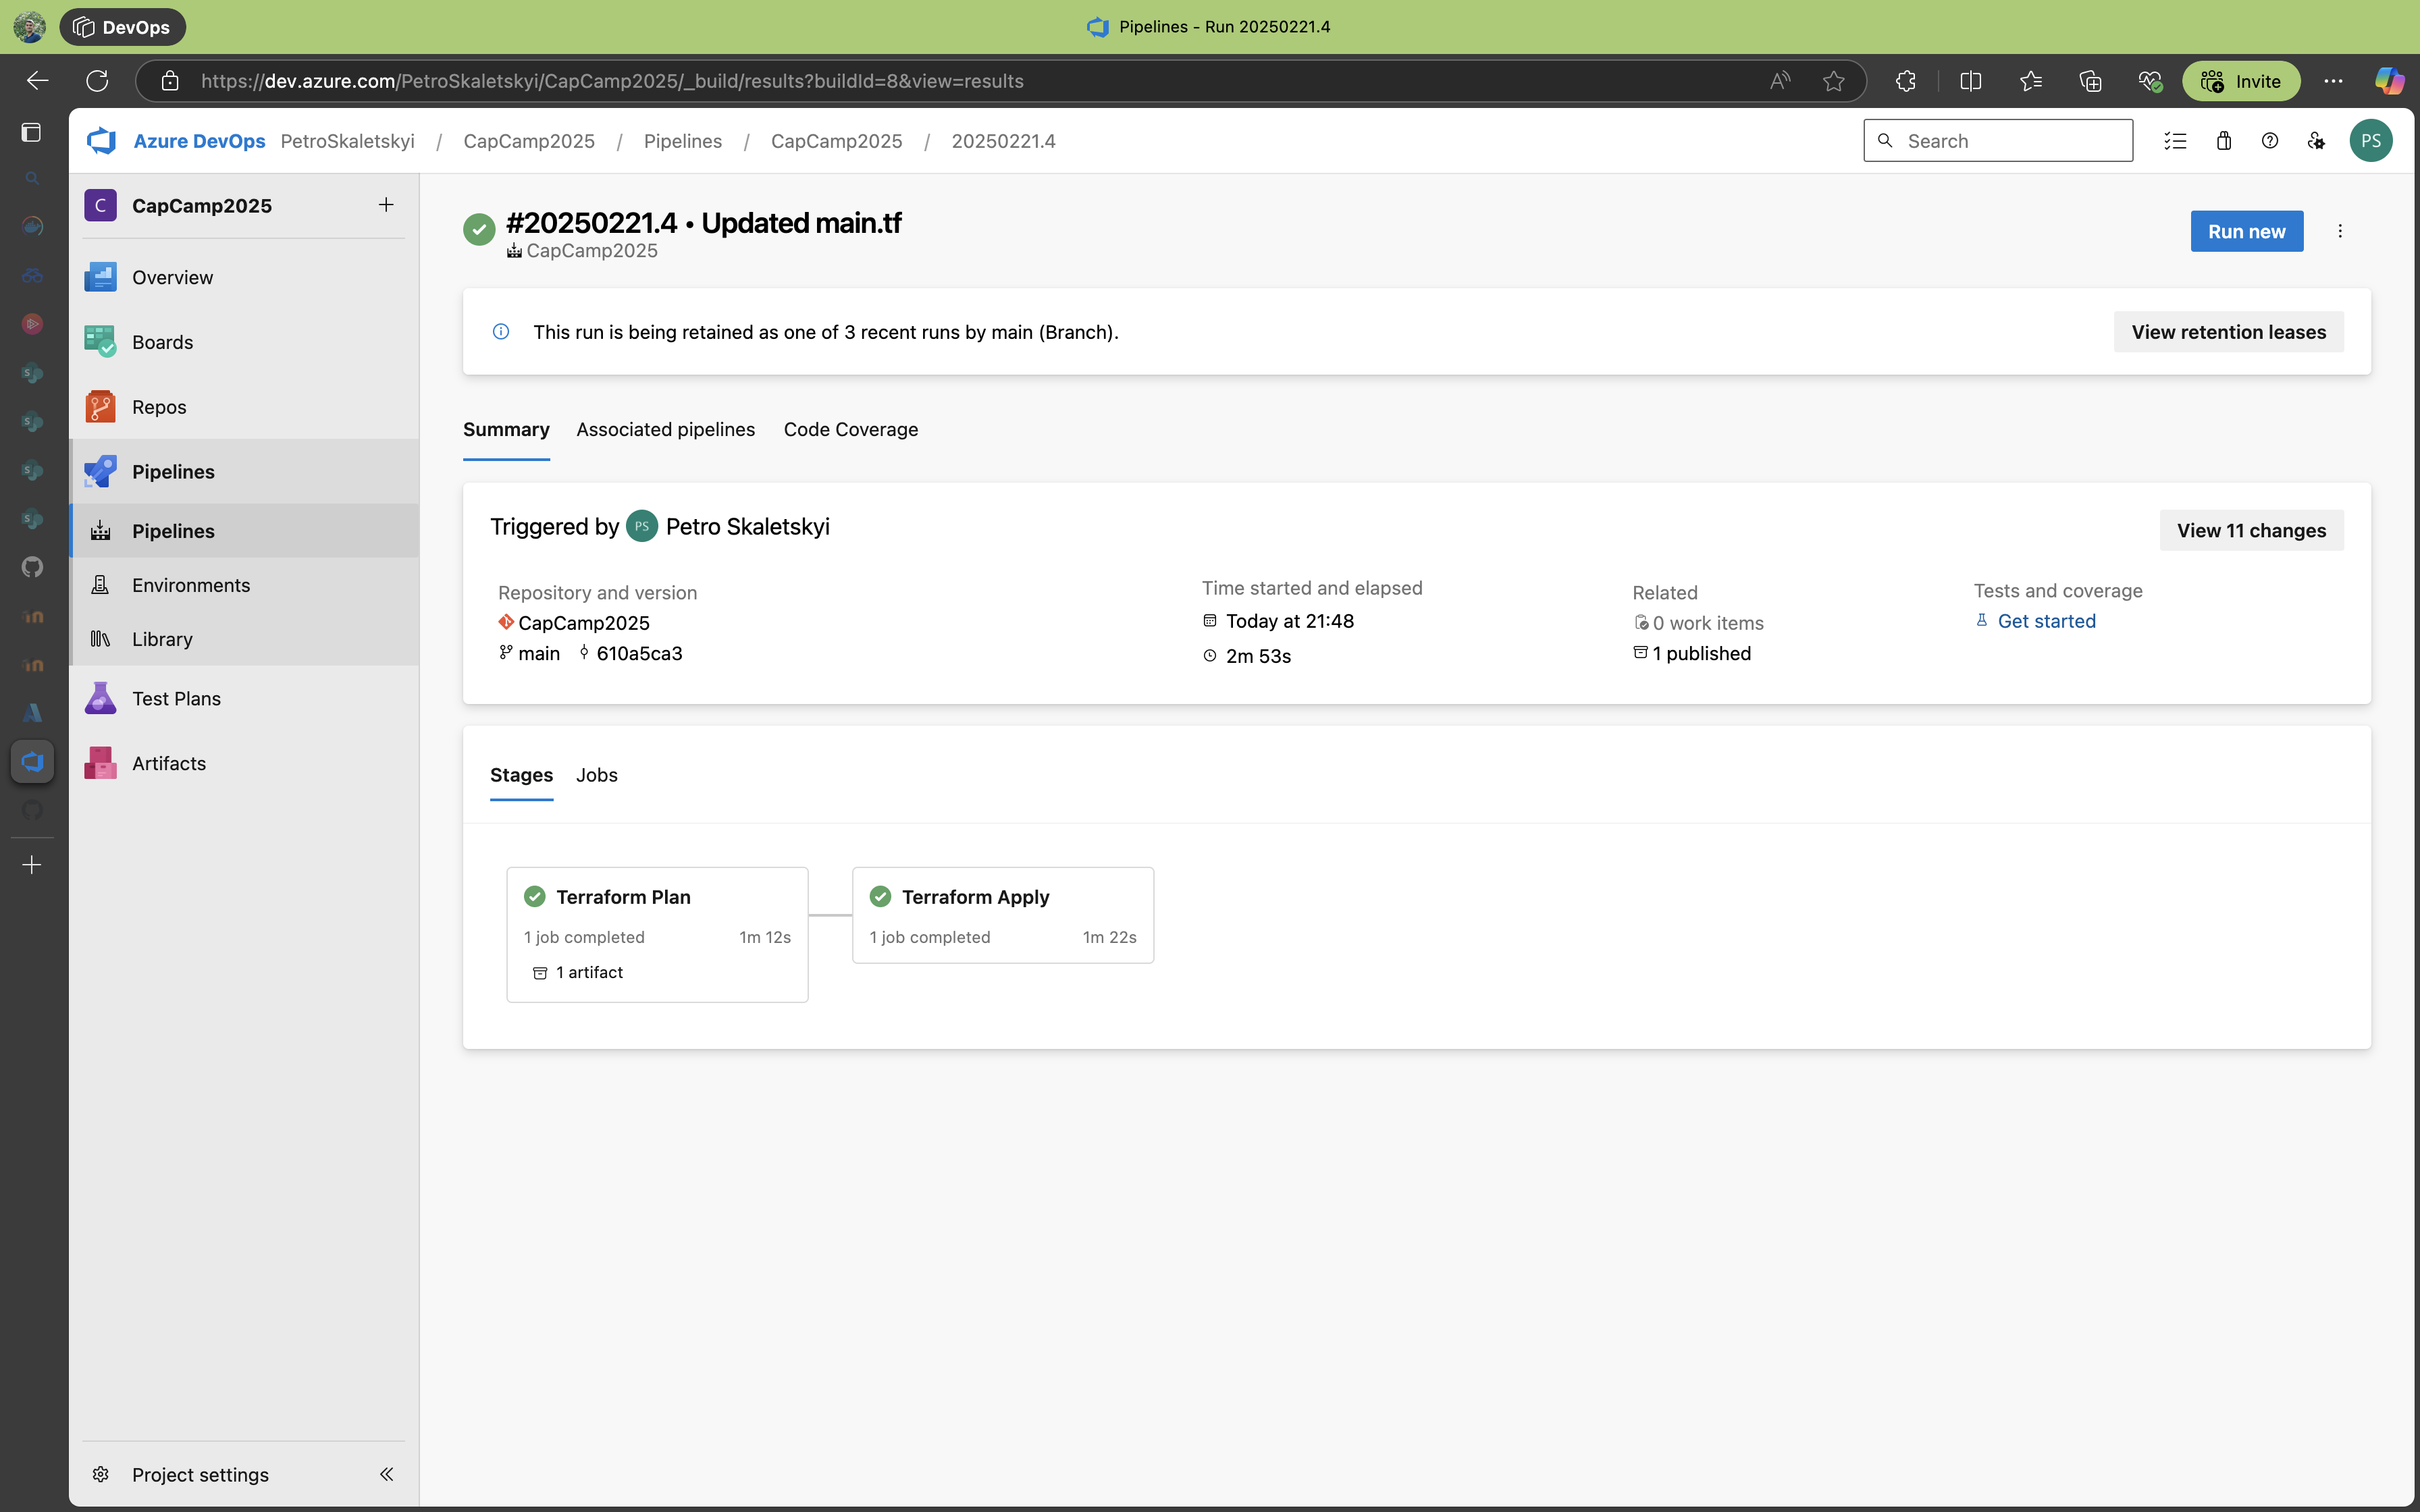 DevOps
Pipelines - Run 20250221.4
https://dev.azure.com/PetroSkaletskyi/CapCamp2025/_build/results?buildId=8&view=results
Invite
Azure DevOps PetroSkaletskyi / CapCamp2025 / Pipelines / CapCamp2025 / 20250221.4
Search
PS
C CapCamp2025
Overview
Boards
Repos
Pipelines
Pipelines
Environments
Library
Test Plans
Artifacts
Project settings
#20250221.4 • Updated main.tf
CapCamp2025
Run new
This run is being retained as one of 3 recent runs by main (Branch).
View retention leases
Summary Associated pipelines Code Coverage
Triggered by PS Petro Skaletskyi
View 11 changes
Repository and version
CapCamp2025
main 610a5ca3
Time started and elapsed
Today at 21:48
2m 53s
Related
0 work items
1 published
Tests and coverage
Get started
Stages Jobs
Terraform Plan
1 job completed 1m 12s
1 artifact
Terraform Apply
1 job completed 1m 22s